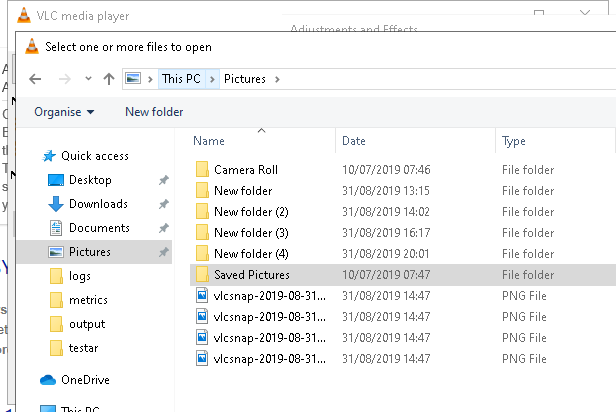 VLC media player
Adjustments and Effects
Select one or more files to open
This PC > Pictures >
Organise New folder
Name Date Type
Quick access
Desktop
Downloads
Documents
Pictures
logs
metrics
output
testar
OneDrive
This PC
Camera Roll 10/07/2019 07:46 File folder
New folder 31/08/2019 13:15 File folder
New folder (2) 31/08/2019 14:02 File folder
New folder (3) 31/08/2019 16:17 File folder
New folder (4) 31/08/2019 20:01 File folder
Saved Pictures 10/07/2019 07:47 File folder
vlcsnap-2019-08-31... 31/08/2019 14:47 PNG File
vlcsnap-2019-08-31... 31/08/2019 14:47 PNG File
vlcsnap-2019-08-31... 31/08/2019 14:47 PNG File
vlcsnap-2019-08-31... 31/08/2019 14:47 PNG File